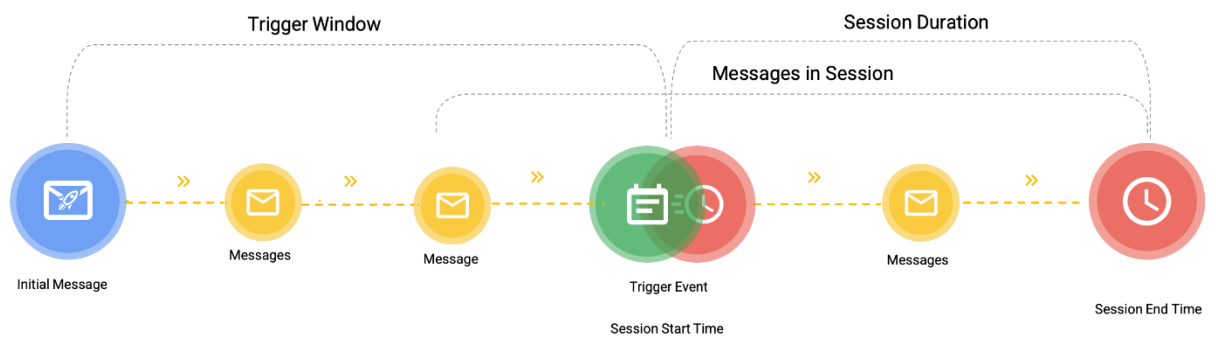 Trigger Window
Session Duration
Messages in Session
Initial Message
Messages
Message
Trigger Event
Session Start Time
Messages
Session End Time